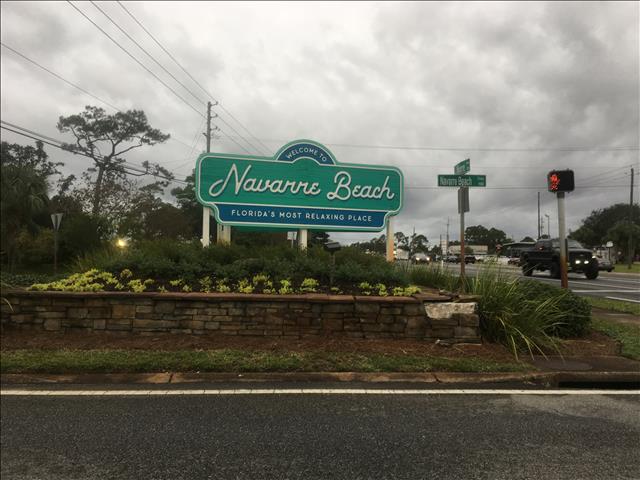 WELCOME TO
Navarre Beach
FLORIDA'S MOST RELAXING PLACE
Navarre Beach